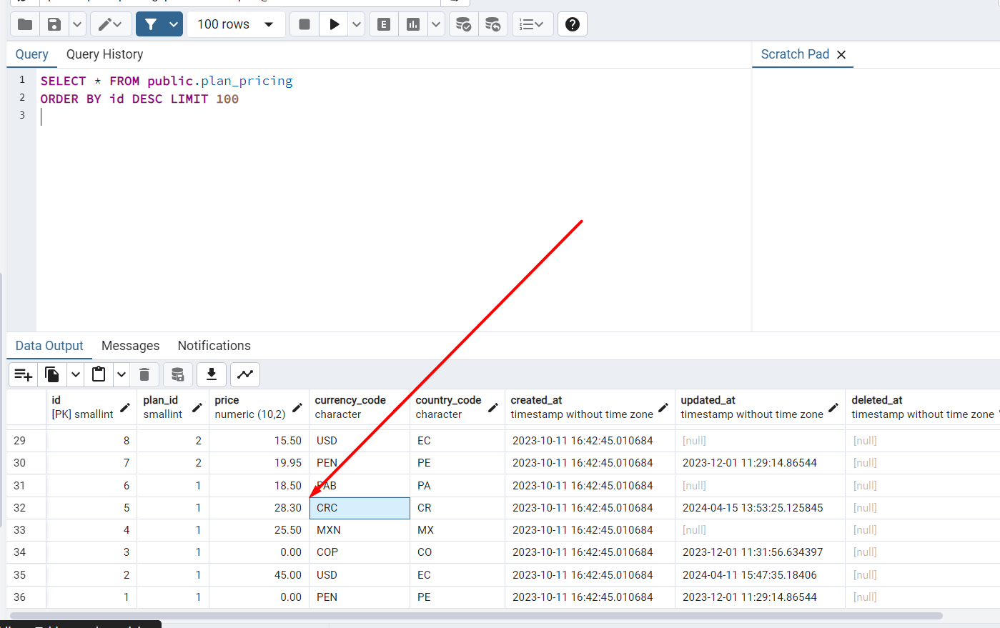 100 rows
E
Query Query History
Scratch Pad
1 SELECT * FROM public.plan_pricing
2 ORDER BY id DESC LIMIT 100
3
Data Output Messages Notifications
id plan_id price currency_code country_code created_at updated_at deleted_at
[PK] smallint smallint numeric (10,2) character character timestamp without time zone timestamp without time zone timestamp without time zone
29 8 2 15.50 USD EC 2023-10-11 16:42:45.010684 [null] [null]
30 7 2 19.95 PEN PE 2023-10-11 16:42:45.010684 2023-12-01 11:29:14.86544 [null]
31 6 1 18.50 PAB PA 2023-10-11 16:42:45.010684 [null] [null]
32 5 1 28.30 CRC CR 2023-10-11 16:42:45.010684 2024-04-15 13:53:25.125845 [null]
33 4 1 25.50 MXN MX 2023-10-11 16:42:45.010684 [null] [null]
34 3 1 0.00 COP CO 2023-10-11 16:42:45.010684 2023-12-01 11:31:56.634397 [null]
35 2 1 45.00 USD EC 2023-10-11 16:42:45.010684 2024-04-11 15:47:35.18406 [null]
36 1 1 0.00 PEN PE 2023-10-11 16:42:45.010684 2023-12-01 11:29:14.86544 [null]